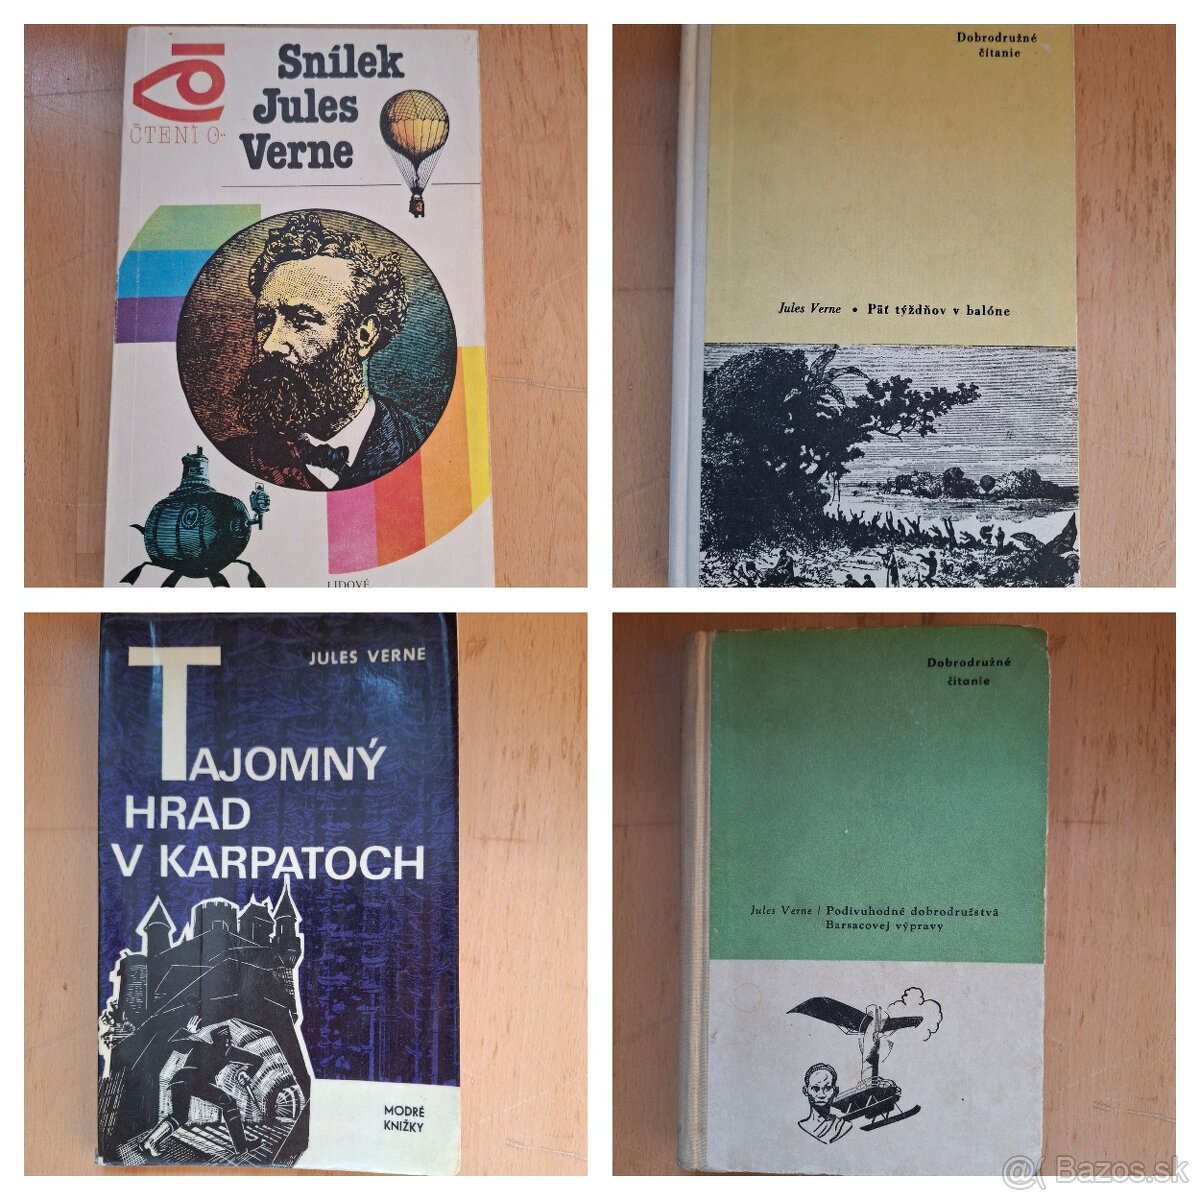 Snílek
Jules
Verne
ČTENÍ O...
LIDOVÉ
Dobrodružné
čítanie
Jules Verne • Päť týždňov v balóne
JULES VERNE
TAJOMNÝ
HRAD
V KARPATOCH
MODRÉ
KNIŽKY
Dobrodružné
čítanie
Jules Verne / Podivuhodné dobrodružstvá
Barsacovej výpravy
Bazos.sk